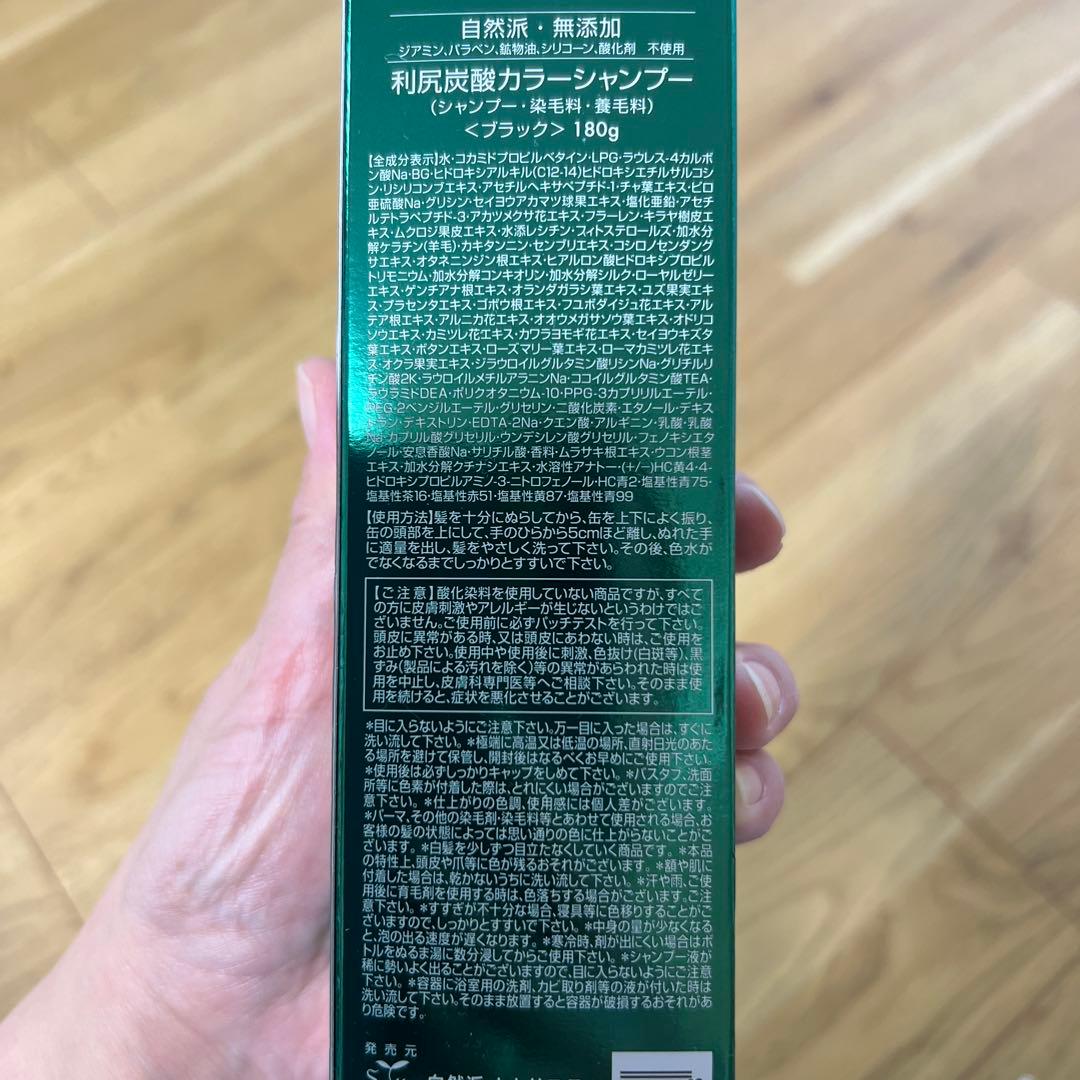 自然派・無添加
ジアミン、パラベン、鉱物油、シリコーン、酸化剤 不使用
利尻炭酸カラーシャンプー
(シャンプー・染毛料・養毛料)
<ブラック> 180g
【全成分表示】水・コカミドプロピルベタイン・LPG・ラウレス-4カルボ
ン酸Na・BG・ヒドロキシアルキル(C12-14)ヒドロキシエチルサルコシ
ン・リシリコンブエキス・アセチルヘキサペプチド-1・チャ葉エキス・ピロ
亜硫酸Na・グリシン・セイヨウアカマツ球果エキス・塩化亜鉛・アセチ
ルテトラペプチド-3・アカツメクサ花エキス・フラーレン・キラヤ樹皮エ
キス・ムクロジ果皮エキス・水添レシチン・フィトステロールズ・加水分
解ケラチン(羊毛)・カキタンニン・センブリエキス・コシロノセンダング
サエキス・オタネニンジン根エキス・ヒアルロン酸ヒドロキシプロピル
トリモニウム・加水分解コンキオリン・加水分解シルク・ローヤルゼリー
エキス・ゲンチアナ根エキス・オランダガラシ葉エキス・ユズ果実エキ
ス・プラセンタエキス・ゴボウ根エキス・フユボダイジュ花エキス・アル
テア根エキス・アルニカ花エキス・オオウメガサソウ葉エキス・オドリコ
ソウエキス・カミツレ花エキス・カワラヨモギ花エキス・セイヨウキズタ
葉エキス・ボタンエキス・ローズマリー葉エキス・ローマカミツレ花エキ
ス・オクラ果実エキス・ジラウロイルグルタミン酸リシンNa・グリチルリ
チン酸2K・ラウロイルメチルアラニンNa・ココイルグルタミン酸TEA・
ラウラミドDEA・ポリクオタニウム-10・PPG-3カプリリルエーテル・
PEG-2ベンジルエーテル・グリセリン・二酸化炭素・エタノール・デキス
トラン・デキストリン・EDTA-2Na・クエン酸・アルギニン・乳酸・乳酸
Na・カプリル酸グリセリル・ウンデシレン酸グリセリル・フェノキシエタ
ノール・安息香酸Na・サリチル酸・香料・ムラサキ根エキス・ウコン根茎
エキス・加水分解クチナシエキス・水溶性アナトー・(+/-)HC黄4・4-
ヒドロキシプロピルアミノ-3-ニトロフェノール・HC青2・塩基性青75・
塩基性茶16・塩基性赤51・塩基性黄87・塩基性青99
【使用方法】髪を十分にぬらしてから、缶を上下によく振り、
缶の頭部を上にして、手のひらから5cmほど離し、ぬれた手
に適量を出し、髪をやさしく洗って下さい。その後、色水が
でなくなるまでしっかりとすすいで下さい。
【ご注意】酸化染料を使用していない商品ですが、すべて
の方に皮膚刺激やアレルギーが生じないというわけではご
ざいません。ご使用前に必ずパッチテストを行って下さい。
頭皮に異常がある時、又は頭皮にあわない時は、ご使用を
お止め下さい。使用中や使用後に刺激、色抜け(白斑等)、黒
ずみ(製品による汚れを除く)等の異常があらわれた時は使
用を中止し、皮膚科専門医等へご相談下さい。そのまま使
用を続けると、症状を悪化させることがございます。
*目に入らないようにご注意下さい。万一目に入った場合は、すぐに
洗い流して下さい。 *極端に高温又は低温の場所、直射日光のあた
る場所を避けて保管し、開封後はなるべくお早めにご使用下さい。
*使用後は必ずしっかりキャップをしめて下さい。 *バスタブ、洗面
所等に色素が付着した際は、とれにくい場合がございますのでご注
意下さい。 *仕上がりの色調、使用感には個人差がございます。
*パーマ、その他の染毛剤・染毛料等とあわせて使用される場合、お
客様の髪の状態によっては思い通りの色に仕上がらないことがご
ざいます。 *白髪を少しずつ目立たなくしていく商品です。 *本品
の特性上、頭皮や爪等に色が残るおそれがございます。 *額や肌に
付着した場合は、乾かないうちに洗い流して下さい。 *汗や雨、ご使
用後に育毛剤を使用する時は、色落ちする場合がございます。ご注
意下さい。 *すすぎが不十分な場合、寝具等に色移りすることがご
ざいますので、しっかりとすすいで下さい。 *中身の量が少なくなる
と、泡の出る速度が遅くなります。 *寒冷時、剤が出にくい場合はボ
トルをぬるま湯に数分浸してからご使用下さい。 *シャンプー液が
稀に勢いよく出ることがございますので、目に入らないようにご注意
下さい。 *容器に浴室用の洗剤、カビ取り剤等の液が付いた時は
洗い流して下さい。そのまま放置すると容器が破損するおそれがあ
り危険です。
発売元